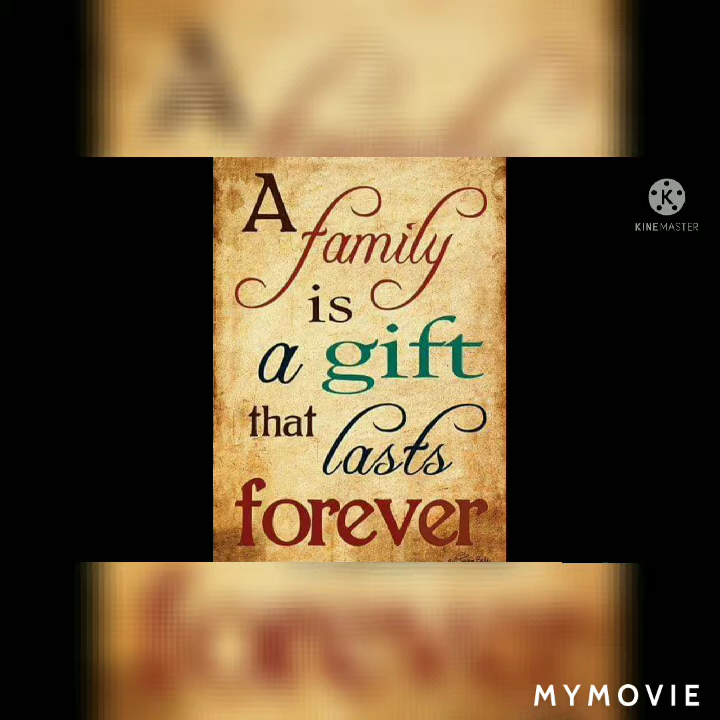 A
family
is
a gift
that
lasts
forever
KINEMASTER
MYMOVIE